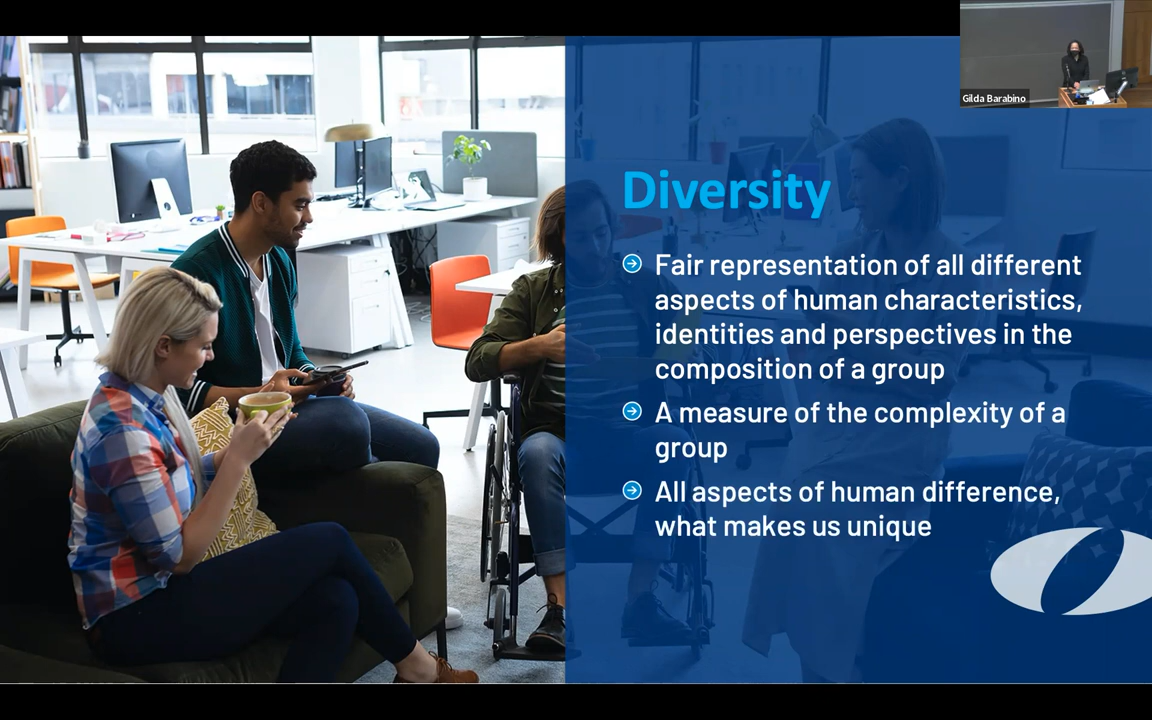 Gilda Barabino
Diversity
Fair representation of all different
aspects of human characteristics,
identities and perspectives in the
composition of a group
A measure of the complexity of a
group
All aspects of human difference,
what makes us unique